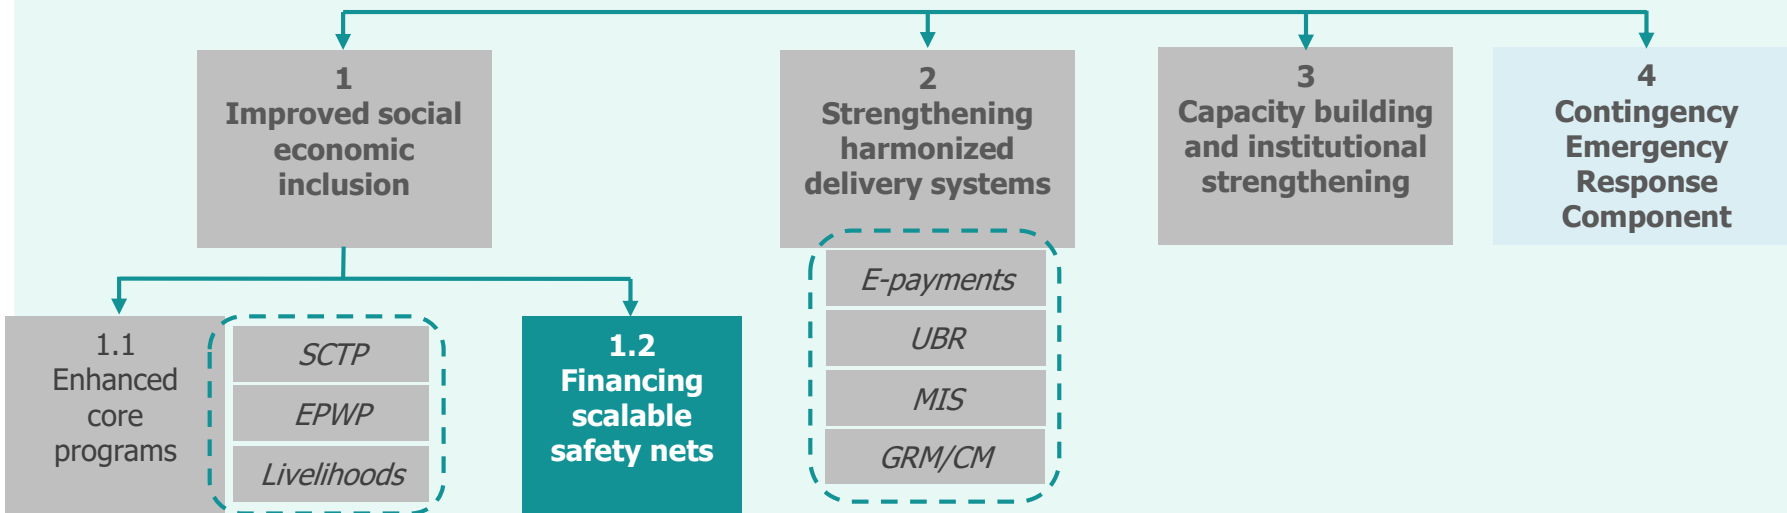 1
Improved social
economic
inclusion
2
Strengthening
harmonized
delivery systems
3
Capacity building
and institutional
strengthening
4
Contingency
Emergency
Response
Component
1.1
Enhanced
core
programs
SCTP
EPWP
Livelihoods
1.2
Financing
scalable
safety nets
E-payments
UBR
MIS
GRM/CM